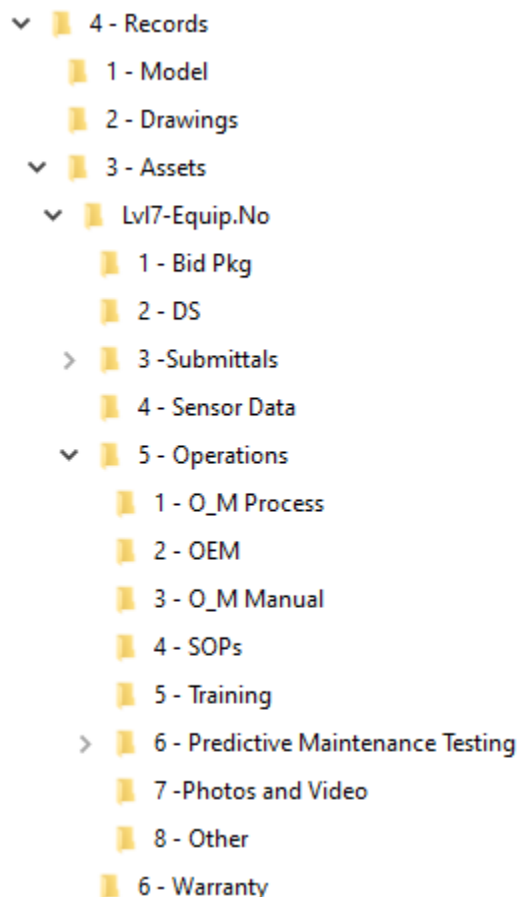 4 - Records
1 - Model
2 - Drawings
3 - Assets
Lvl7-Equip.No
1 - Bid Pkg
2 - DS
3 -Submittals
4 - Sensor Data
5 - Operations
1 - O_M Process
2 - OEM
3 - O_M Manual
4 - SOPs
5 - Training
6 - Predictive Maintenance Testing
7 -Photos and Video
8 - Other
6 - Warranty